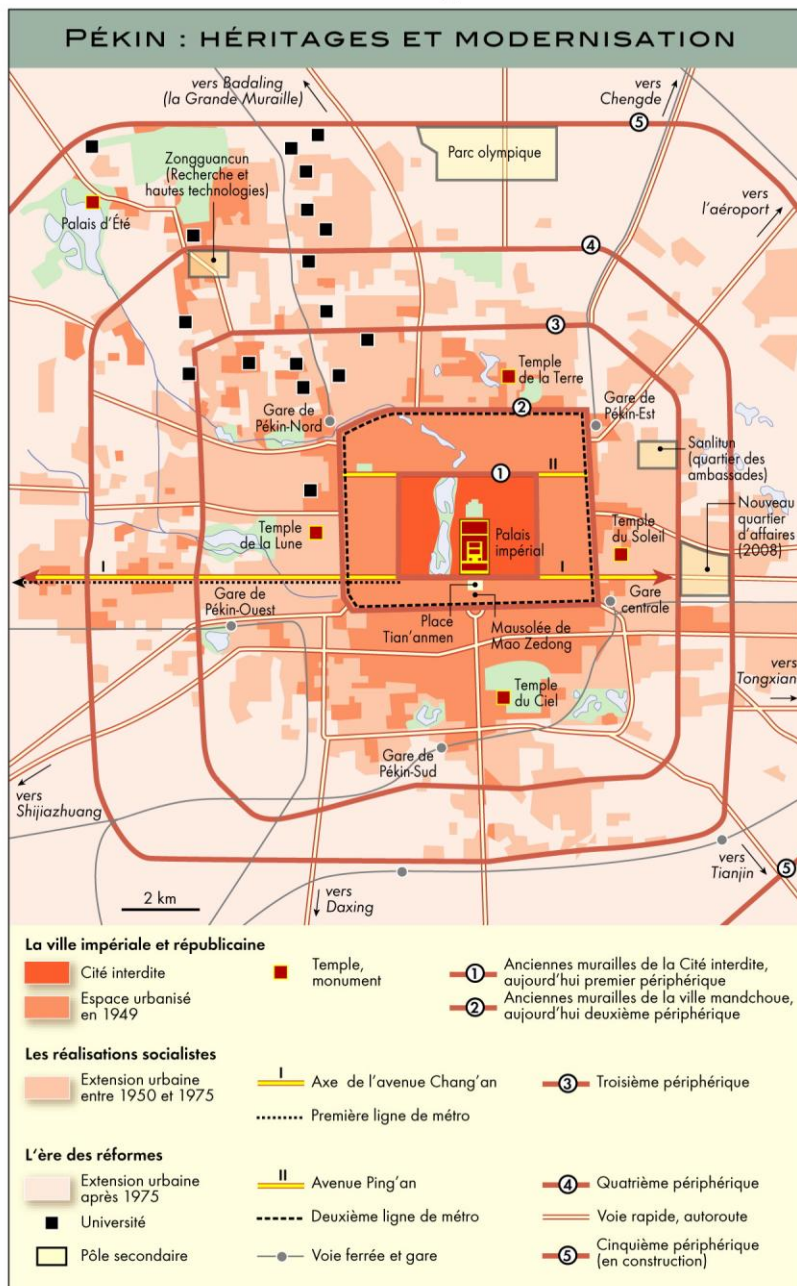 PÉKIN : HÉRITAGES ET MODERNISATION
vers Badaling
(la Grande Muraille)
vers
Chengde
5
Zongguancun
(Recherche et
hautes technologies)
Parc olympique
vers
l'aéroport
Palais d'Été
4
3
Temple
de la Terre
Gare de
Pékin-Nord
2
Gare de
Pékin-Est
Sanlitun
(quartier des
ambassades)
1
II
Nouveau
quartier
d'affaires
(2008)
Temple
de la Lune
Palais
impérial
Temple
du Soleil
I
I
Gare de
Pékin-Ouest
Place
Tian'anmen
Mausolée de
Mao Zedong
Gare
centrale
vers
Tongxian
Temple
du Ciel
Gare de
Pékin-Sud
vers
Shijiazhuang
2 km
vers
Daxing
vers
Tianjin
5
La ville impériale et républicaine
Cité interdite
Espace urbanisé
en 1949
Temple,
monument
1
Anciennes murailles de la Cité interdite,
aujourd'hui premier périphérique
2
Anciennes murailles de la ville mandchoue,
aujourd'hui deuxième périphérique
Les réalisations socialistes
Extension urbaine
entre 1950 et 1975
I
Axe de l'avenue Chang'an
Première ligne de métro
3
Troisième périphérique
L'ère des réformes
Extension urbaine
après 1975
Université
Pôle secondaire
II
Avenue Ping'an
Deuxième ligne de métro
Voie ferrée et gare
4
Quatrième périphérique
Voie rapide, autoroute
5
Cinquième périphérique
(en construction)